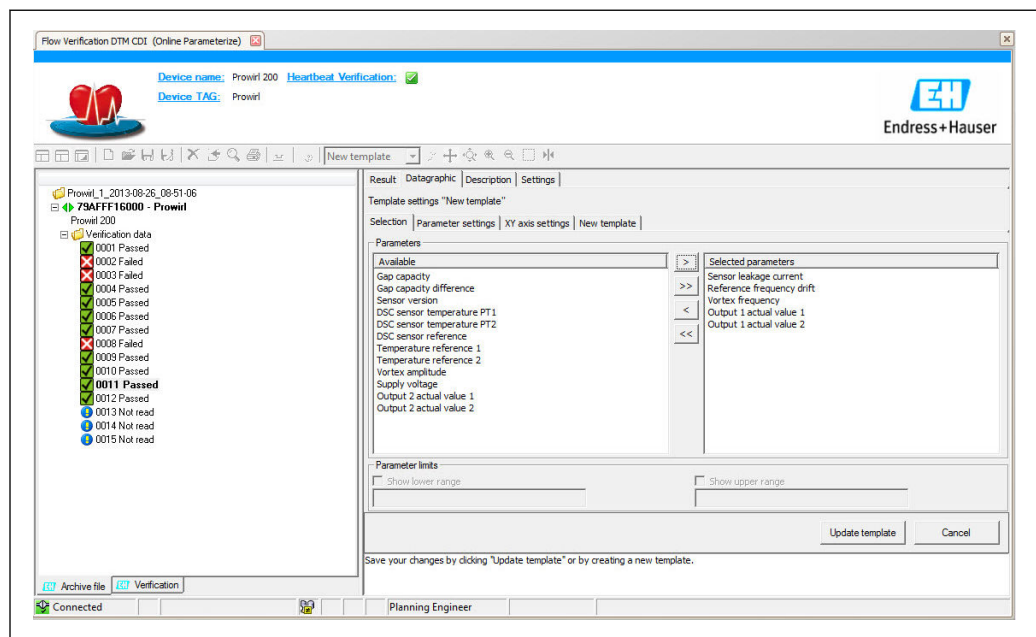 Flow Verification DTM CDI (Online Parameterize)
Device name: Prowirl 200 Heartbeat Verification:
Device TAG: Prowirl
EH
Endress+Hauser
New template
Prowirl_1_2013-08-26_08-51-06
79AFFF16000 - Prowirl
Prowirl 200
Verification data
0001 Passed
0002 Failed
0003 Failed
0004 Passed
0005 Passed
0006 Passed
0007 Passed
0008 Failed
0009 Passed
0010 Passed
0011 Passed
0012 Passed
0013 Not read
0014 Not read
0015 Not read
Archive file Verification
Result Datagraphic Description Settings
Template settings "New template"
Selection Parameter settings XY axis settings New template
Parameters
Available
Gap capacity
Gap capacity difference
Sensor version
DSC sensor temperature PT1
DSC sensor temperature PT2
DSC sensor reference
Temperature reference 1
Temperature reference 2
Vortex amplitude
Supply voltage
Output 2 actual value 1
Output 2 actual value 2
>
>>
<
<<
Selected parameters
Sensor leakage current
Reference frequency drift
Vortex frequency
Output 1 actual value 1
Output 1 actual value 2
Parameter limits
Show lower range Show upper range
Update template Cancel
Save your changes by clicking "Update template" or by creating a new template.
Connected Planning Engineer